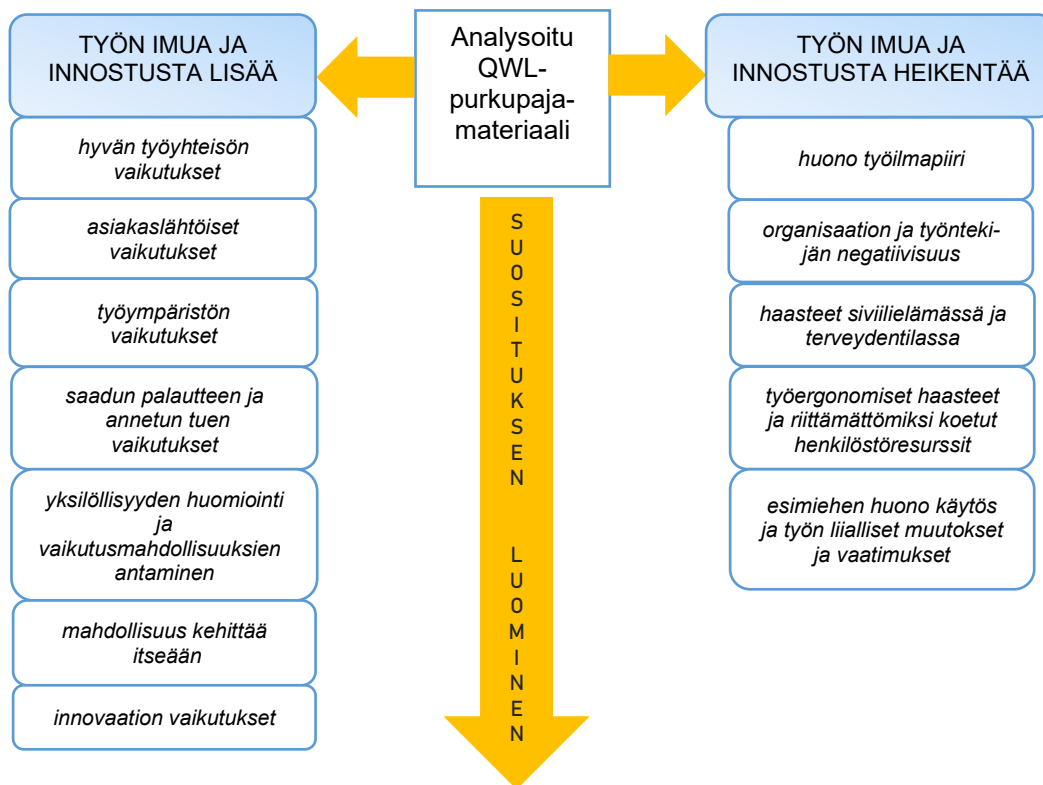 TYÖN IMUA JA
INNOSTUSTA LISÄÄ
hyvän työyhteisön
vaikutukset
asiakaslähtöiset
vaikutukset
työympäristön
vaikutukset
saadun palautteen ja
annetun tuen
vaikutukset
yksilöllisyyden huomiointi
ja
vaikutusmahdollisuuksien
antaminen
mahdollisuus kehittää
itseään
innovaation vaikutukset
Analysoitu
QWL-
purkupaja-
materiaali
SUOSITUKSEN LUOMINEN
TYÖN IMUA JA
INNOSTUSTA HEIKENTÄÄ
huono työilmapiiri
organisaation ja työnteki-
jän negatiivisuus
haasteet siviilielämässä ja
terveydentilassa
työergonomiset haasteet
ja riittämättömiksi koetut
henkilöstöresurssit
esimiehen huono käytös
ja työn liialliset muutokset
ja vaatimukset